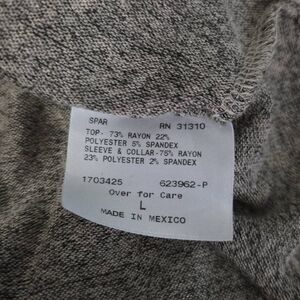 SPAR RN 31310
TOP- 73% RAYON 22%
POLYESTER 5% SPANDEX
SLEEVE & COLLAR-75% RAYON
23% POLYESTER 2% SPANDEX
1703425 623962-P
Over for Care
L
MADE IN MEXICO